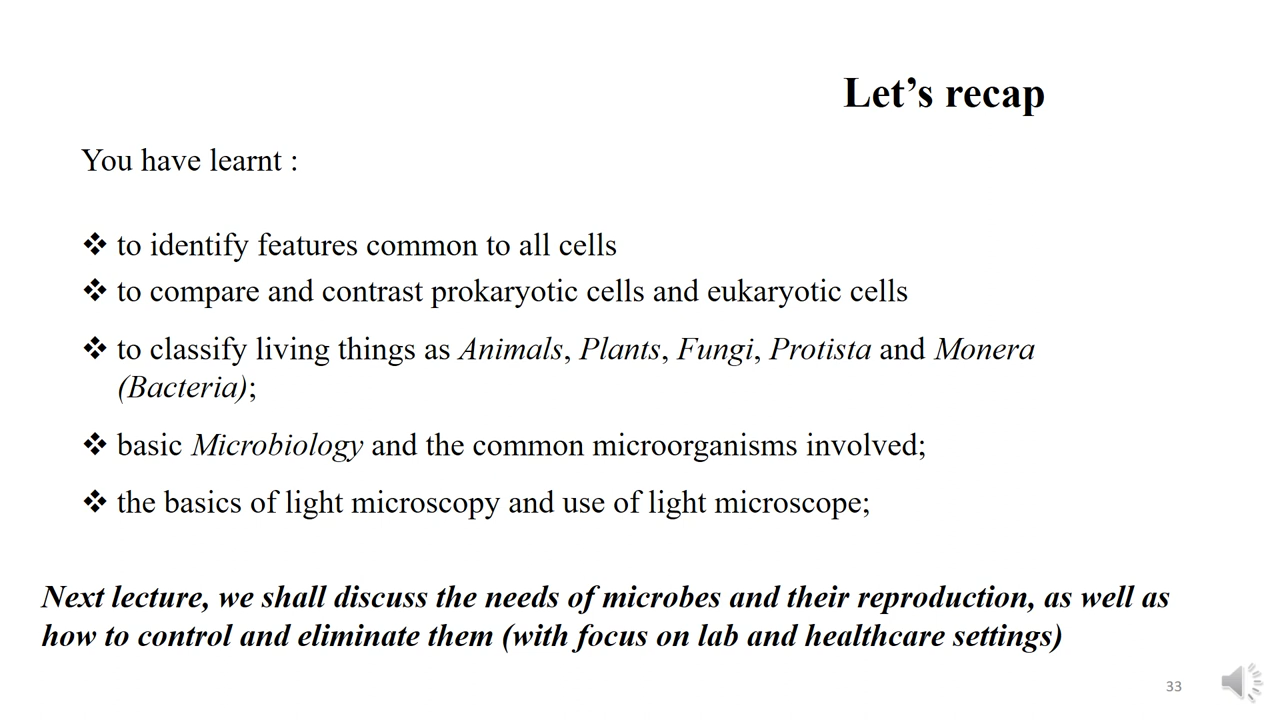 Let’s recap
You have learnt :
❖ to identify features common to all cells
❖ to compare and contrast prokaryotic cells and eukaryotic cells
❖ to classify living things as Animals, Plants, Fungi, Protista and Monera
(Bacteria);
❖ basic Microbiology and the common microorganisms involved;
❖ the basics of light microscopy and use of light microscope;
Next lecture, we shall discuss the needs of microbes and their reproduction, as well as
how to control and eliminate them (with focus on lab and healthcare settings)
33